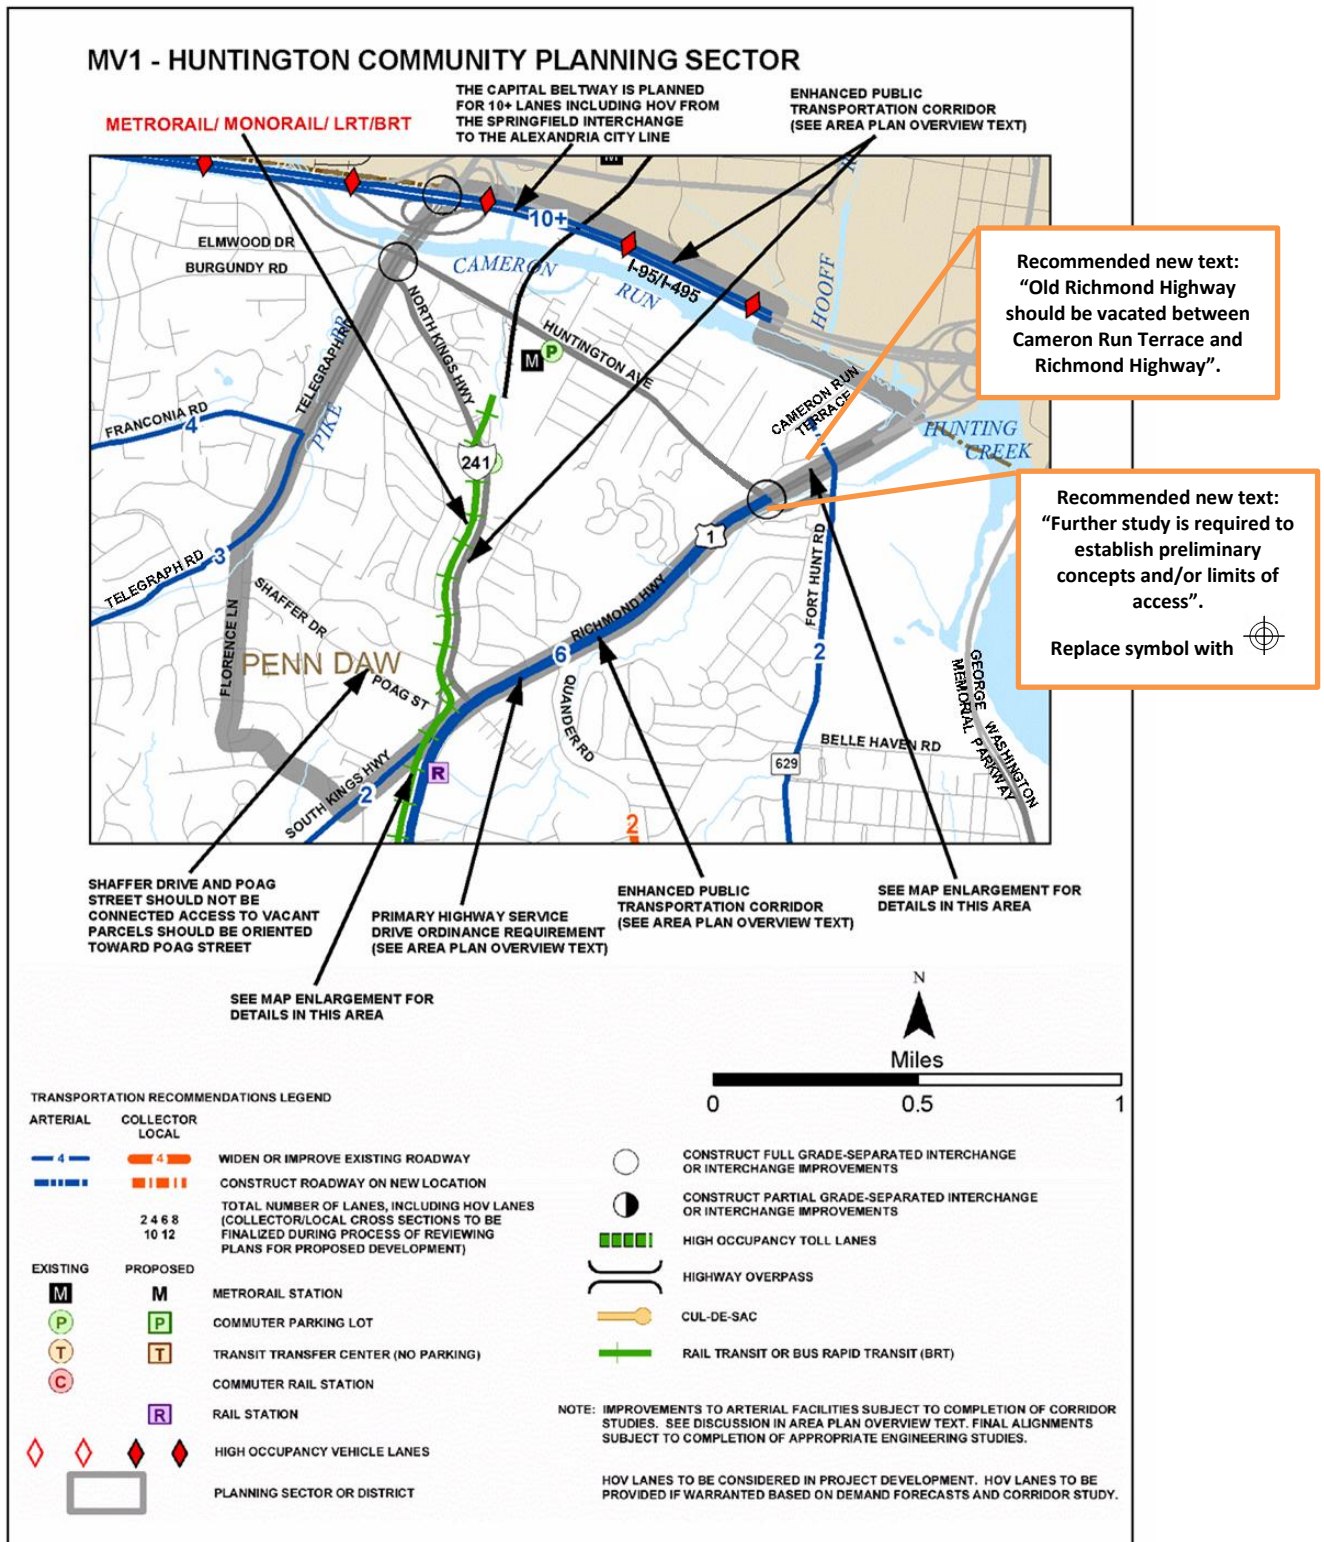 MV1 - HUNTINGTON COMMUNITY PLANNING SECTOR
METRORAIL/ MONORAIL/ LRT/BRT
THE CAPITAL BELTWAY IS PLANNED
FOR 10+ LANES INCLUDING HOV FROM
THE SPRINGFIELD INTERCHANGE
TO THE ALEXANDRIA CITY LINE
ENHANCED PUBLIC
TRANSPORTATION CORRIDOR
(SEE AREA PLAN OVERVIEW TEXT)
M
10+
ELMWOOD DR
BURGUNDY RD
CAMERON
RUN
I-95/I-495
HOOFF
R
NORTH KINGS HWY
HUNTINGTON AVE
M
P
TELEGRAPH RD
PIKE
BR
FRANCONIA RD
4
CAMERON RUN
TERRACE
HUNTING
CREEK
241
1
TELEGRAPH RD
3
FORT HUNT RD
SHAFFER DR
FLORENCE LN
PENN DAW
POAG ST
RICHMOND HWY
6
2
QUANDER RD
BELLE HAVEN RD
629
GEORGE WASHINGTON
MEMORIAL PARKWAY
R
SOUTH KINGS HWY
2
2
Recommended new text:
“Old Richmond Highway
should be vacated between
Cameron Run Terrace and
Richmond Highway”.
Recommended new text:
“Further study is required to
establish preliminary
concepts and/or limits of
access”.
Replace symbol with
SHAFFER DRIVE AND POAG
STREET SHOULD NOT BE
CONNECTED ACCESS TO VACANT
PARCELS SHOULD BE ORIENTED
TOWARD POAG STREET
PRIMARY HIGHWAY SERVICE
DRIVE ORDINANCE REQUIREMENT
(SEE AREA PLAN OVERVIEW TEXT)
ENHANCED PUBLIC
TRANSPORTATION CORRIDOR
(SEE AREA PLAN OVERVIEW TEXT)
SEE MAP ENLARGEMENT FOR
DETAILS IN THIS AREA
SEE MAP ENLARGEMENT FOR
DETAILS IN THIS AREA
N
Miles
0 0.5 1
TRANSPORTATION RECOMMENDATIONS LEGEND
ARTERIAL COLLECTOR
LOCAL
4 4 WIDEN OR IMPROVE EXISTING ROADWAY
CONSTRUCT ROADWAY ON NEW LOCATION
2 4 6 8
10 12
TOTAL NUMBER OF LANES, INCLUDING HOV LANES
(COLLECTOR/LOCAL CROSS SECTIONS TO BE
FINALIZED DURING PROCESS OF REVIEWING
PLANS FOR PROPOSED DEVELOPMENT)
EXISTING PROPOSED
M M METRORAIL STATION
P P COMMUTER PARKING LOT
T T TRANSIT TRANSFER CENTER (NO PARKING)
C COMMUTER RAIL STATION
R RAIL STATION
HIGH OCCUPANCY VEHICLE LANES
PLANNING SECTOR OR DISTRICT
CONSTRUCT FULL GRADE-SEPARATED INTERCHANGE
OR INTERCHANGE IMPROVEMENTS
CONSTRUCT PARTIAL GRADE-SEPARATED INTERCHANGE
OR INTERCHANGE IMPROVEMENTS
HIGH OCCUPANCY TOLL LANES
HIGHWAY OVERPASS
CUL-DE-SAC
RAIL TRANSIT OR BUS RAPID TRANSIT (BRT)
NOTE: IMPROVEMENTS TO ARTERIAL FACILITIES SUBJECT TO COMPLETION OF CORRIDOR
STUDIES. SEE DISCUSSION IN AREA PLAN OVERVIEW TEXT. FINAL ALIGNMENTS
SUBJECT TO COMPLETION OF APPROPRIATE ENGINEERING STUDIES.
HOV LANES TO BE CONSIDERED IN PROJECT DEVELOPMENT. HOV LANES TO BE
PROVIDED IF WARRANTED BASED ON DEMAND FORECASTS AND CORRIDOR STUDY.